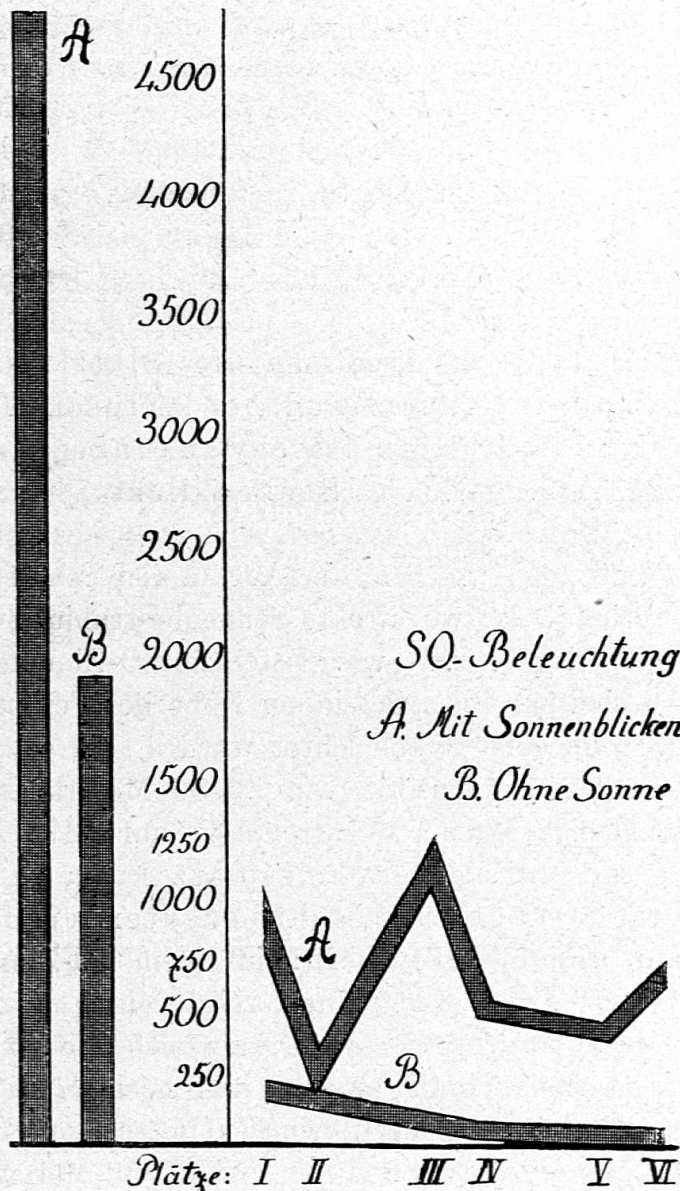 A
4500
4000
3500
3000
2500
B
2000
SO-Beleuchtung
A. Mit Sonnenblicken
1500
B. Ohne Sonne
1250
1000
A
750
500
250
B
Plätze: I II III IV V VI